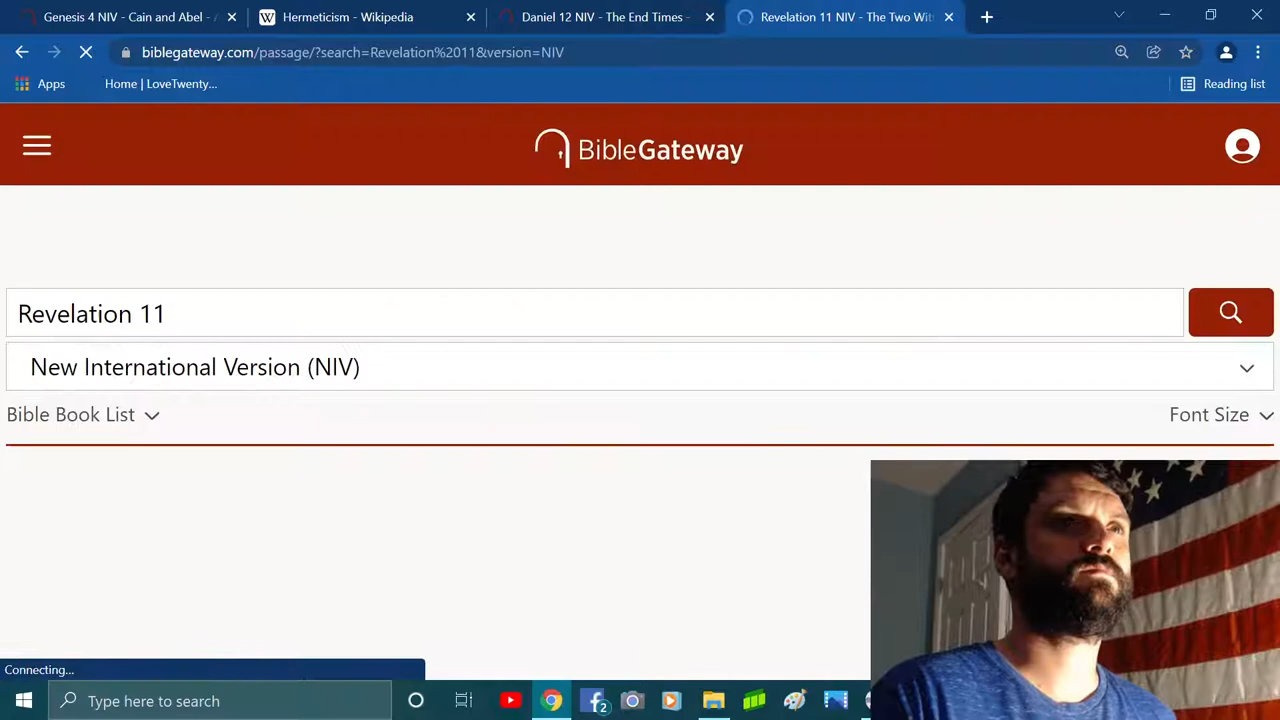 Genesis 4 NIV - Cain and Abel - A
Hermeticism - Wikipedia
Daniel 12 NIV - The End Times -
Revelation 11 NIV - The Two Wit
biblegateway.com/passage/?search=Revelation%2011&version=NIV
Apps
Home | LoveTwenty...
Reading list
BibleGateway
Revelation 11
New International Version (NIV)
Bible Book List
Font Size
Connecting...
Type here to search
2